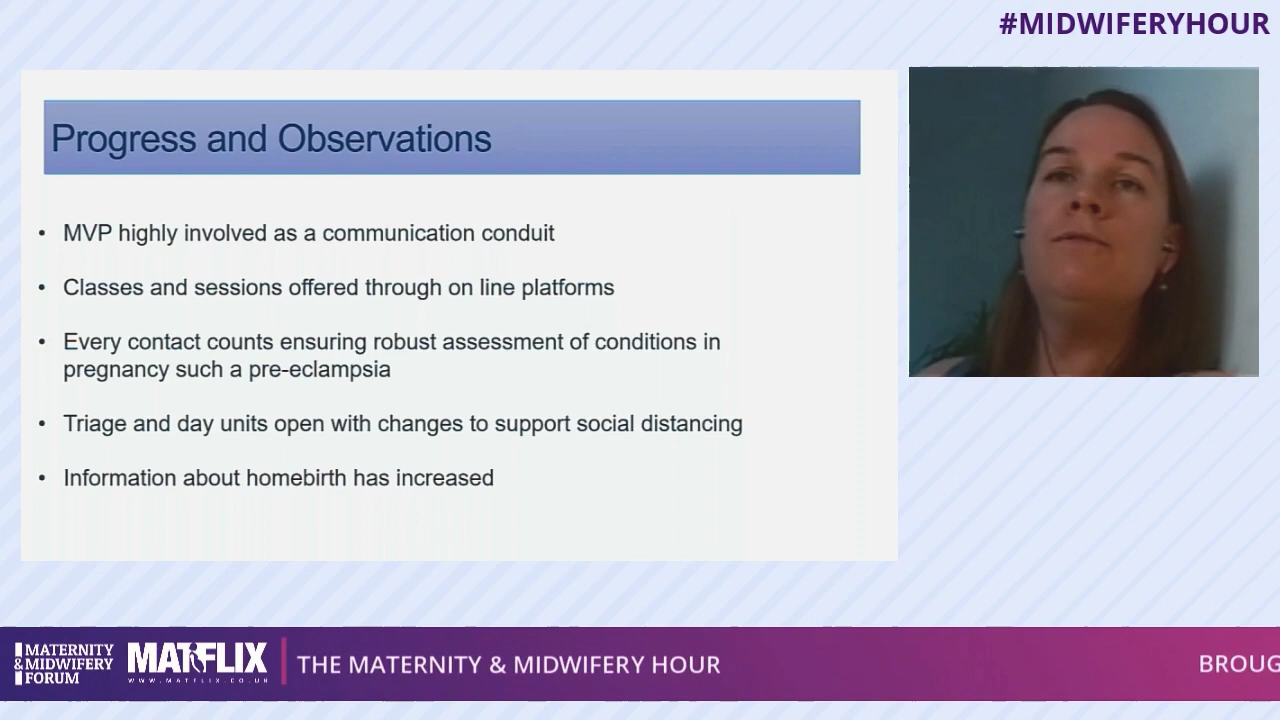 #MIDWIFERYHOUR
Progress and Observations
• MVP highly involved as a communication conduit
• Classes and sessions offered through on line platforms
• Every contact counts ensuring robust assessment of conditions in
pregnancy such a pre-eclampsia
• Triage and day units open with changes to support social distancing
• Information about homebirth has increased
MATERNITY
& MIDWIFERY
FORUM
MATFLIX
WWW.MATFLIX.CO.UK
THE MATERNITY & MIDWIFERY HOUR
BROUG